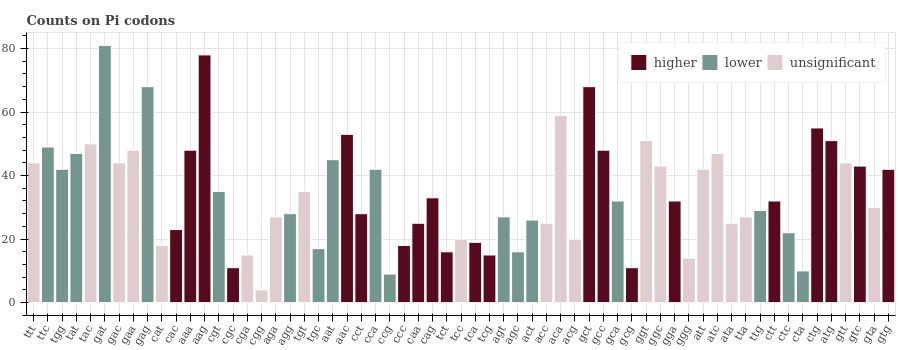 Counts on Pi codons
80
60
40
20
0
higher lower unsignificant
ttt ttc tgg tat tac gat gac gaa gag cat cac aaa aag cgt cgc cga cgg aga agg tgt tgc aat aac cct cca ccg ccc caa cag tct tcc tca tcg agt agc act acc aca acg gct gcc gca gcg ggt ggc gga ggg att atc ata tta ttg ctt ctc cta ctg atg gtt gtc gta gtg